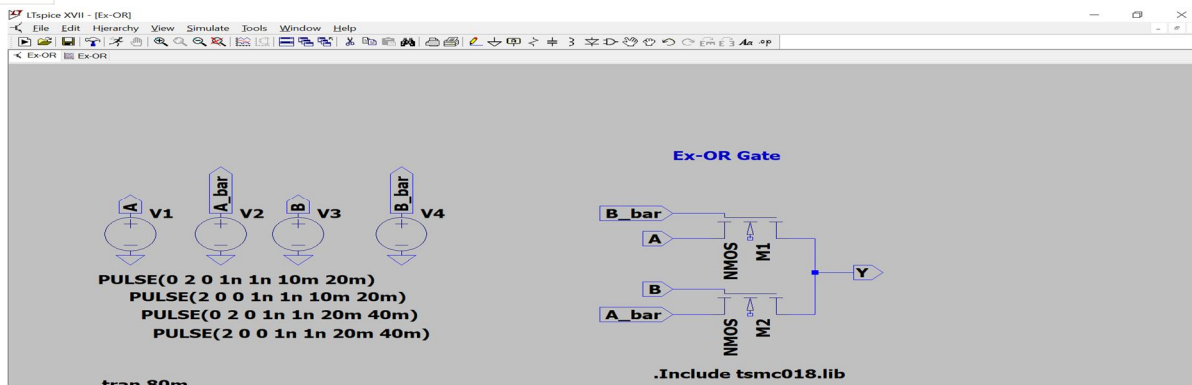 LTspice XVII - [Ex-OR]
File Edit Hierarchy View Simulate Tools Window Help
Ex-OR Ex-OR
Ex-OR Gate
A V1 A_bar V2 B V3 B_bar V4
B_bar
A
NMOS M1
Y
B
A_bar
NMOS M2
PULSE(0 2 0 1n 1n 10m 20m)
PULSE(2 0 0 1n 1n 10m 20m)
PULSE(0 2 0 1n 1n 20m 40m)
PULSE(2 0 0 1n 1n 20m 40m)
.Include tsmc018.lib
tran 80m